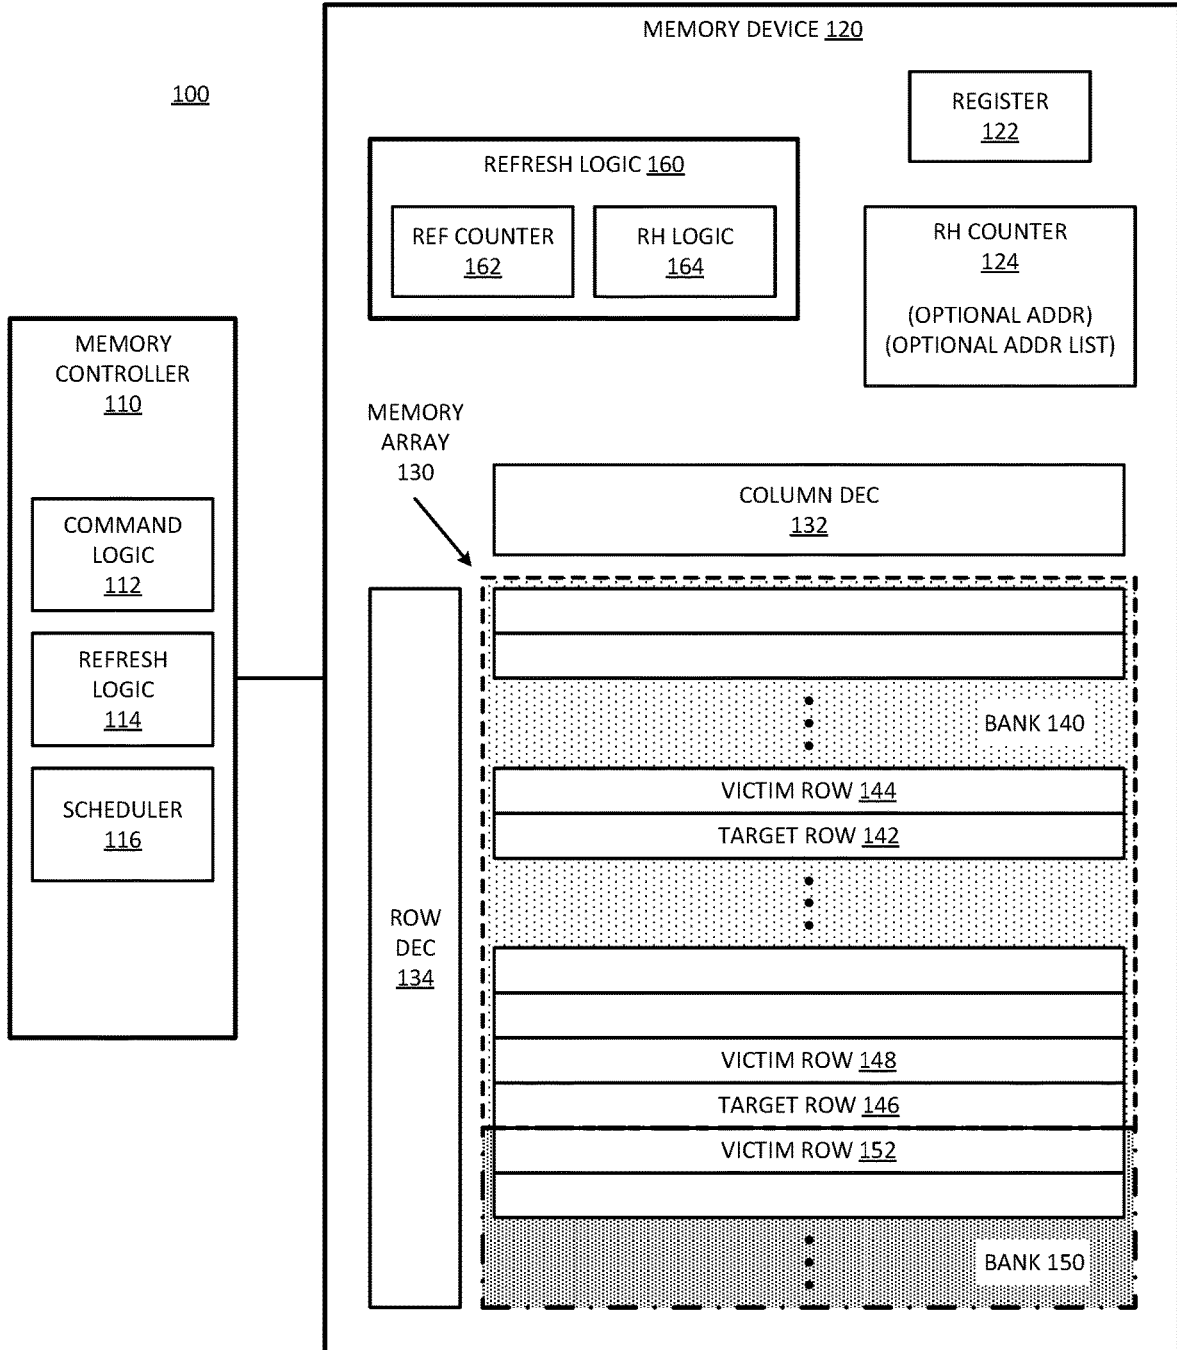 MEMORY DEVICE 120
100
REGISTER
122
REFRESH LOGIC 160
REF COUNTER
162
RH LOGIC
164
RH COUNTER
124
(OPTIONAL ADDR)
(OPTIONAL ADDR LIST)
MEMORY
CONTROLLER
110
COMMAND
LOGIC
112
REFRESH
LOGIC
114
SCHEDULER
116
MEMORY
ARRAY
130
COLUMN DEC
132
ROW
DEC
134
BANK 140
VICTIM ROW 144
TARGET ROW 142
VICTIM ROW 148
TARGET ROW 146
VICTIM ROW 152
BANK 150